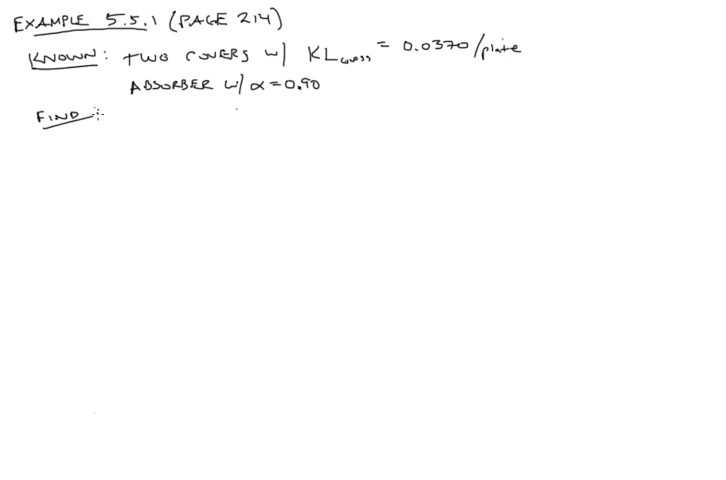 EXAMPLE 5.5.1 (PAGE 214)
KNOWN: TWO COVERS W/ KL = 0.0370/plate
ABSORBER W/ α = 0.90
FIND